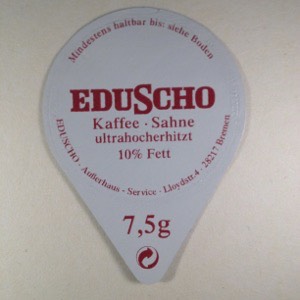 Mindestens haltbar bis: siehe Boden
EDUSCHO
Kaffee · Sahne
ultrahocherhitzt
10% Fett
EDUSCHO · Außerhaus - Service · Lloydstr.4 · 28217 Bremen
7,5g